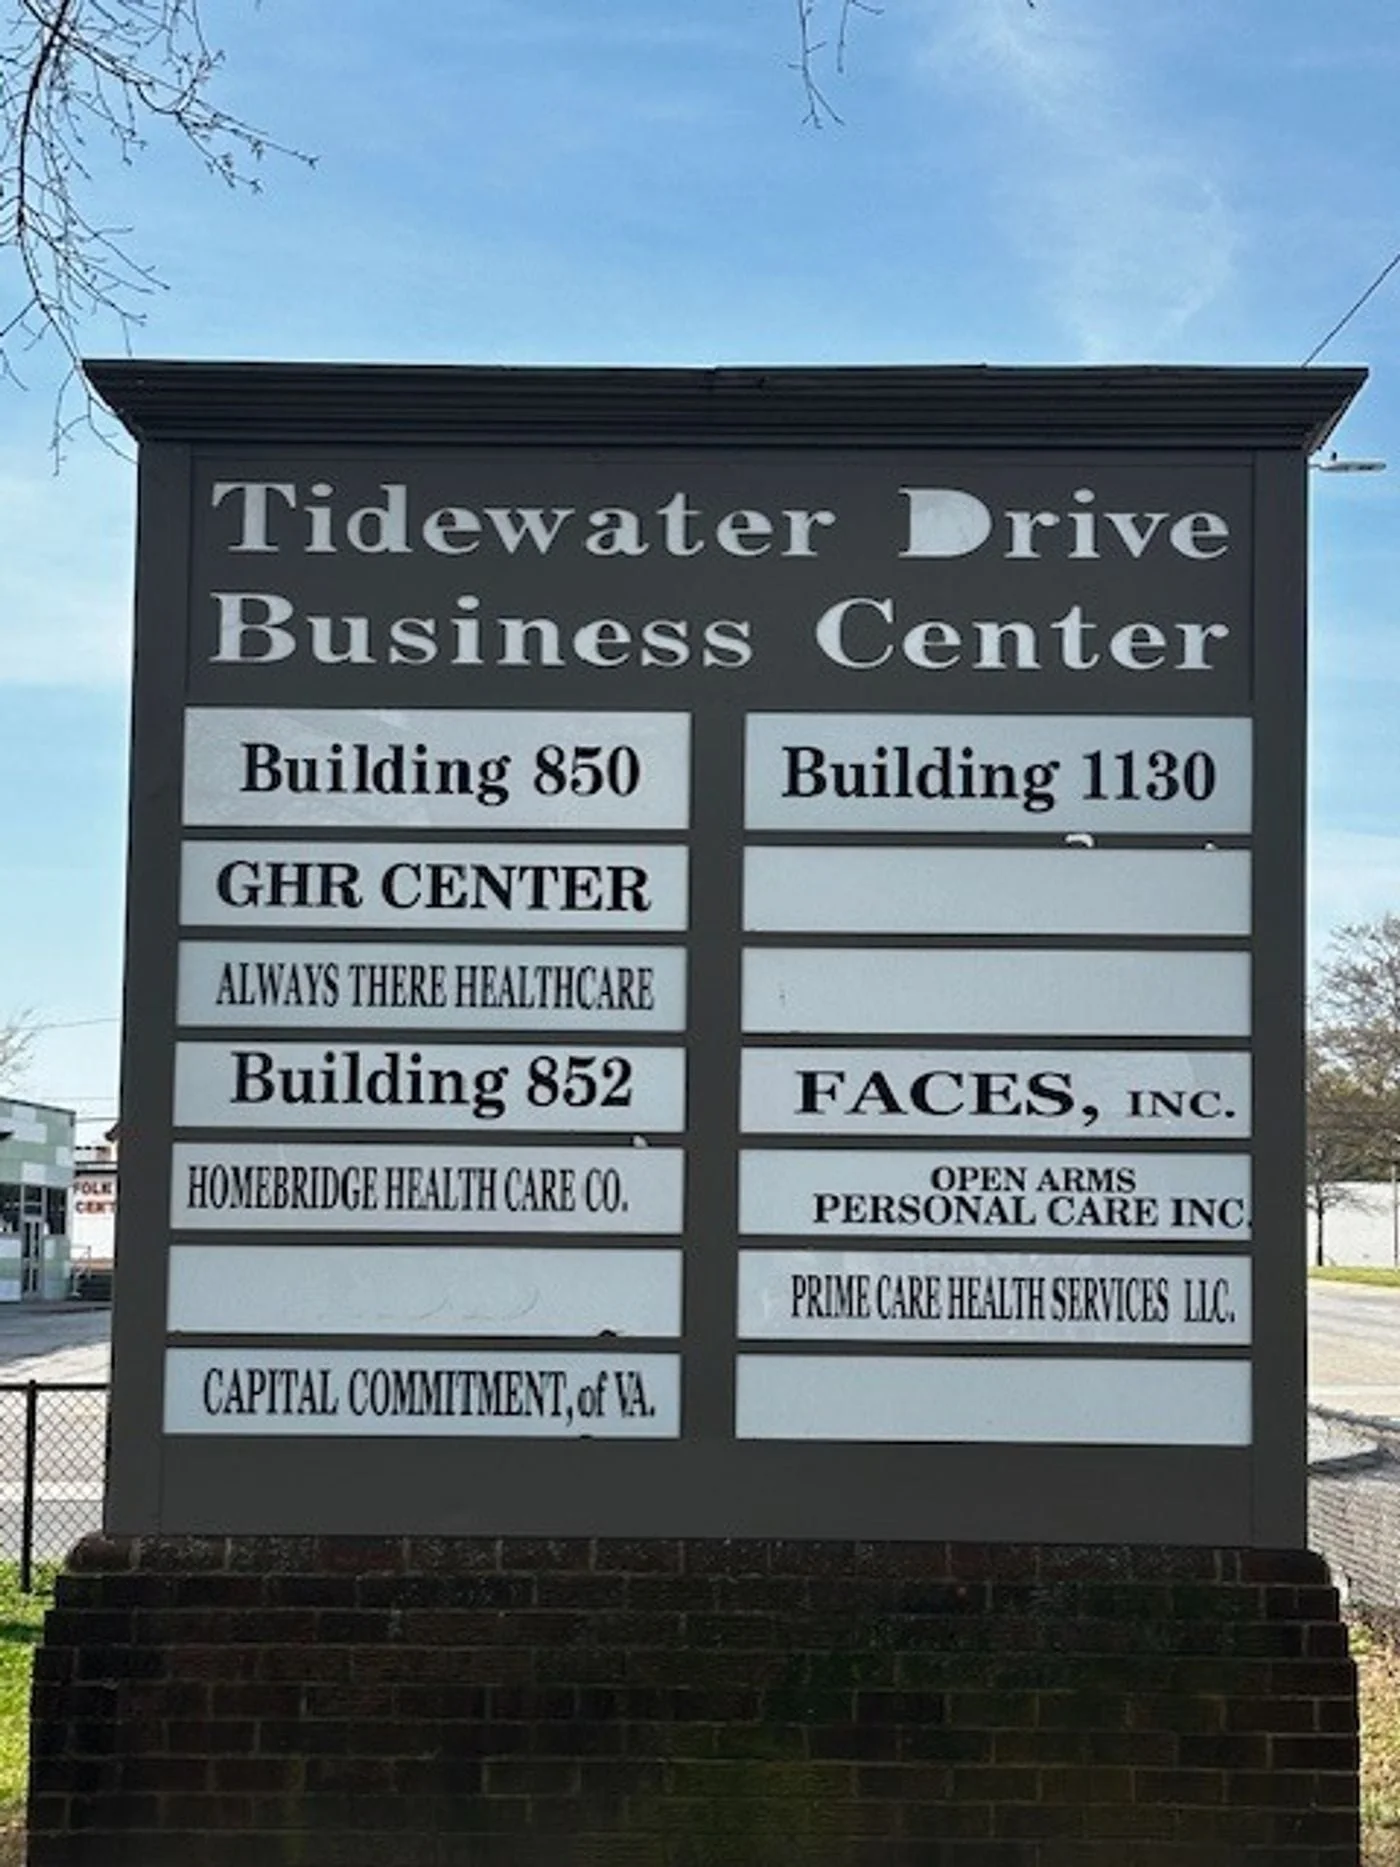 Tidewater Drive
Business Center
Building 850
GHR CENTER
ALWAYS THERE HEALTHCARE
Building 852
HOMEBRIDGE HEALTH CARE CO.
CAPITAL COMMITMENT, of VA.
Building 1130
FACES, INC.
OPEN ARMS
PERSONAL CARE INC.
PRIME CARE HEALTH SERVICES LLC.
FOLK